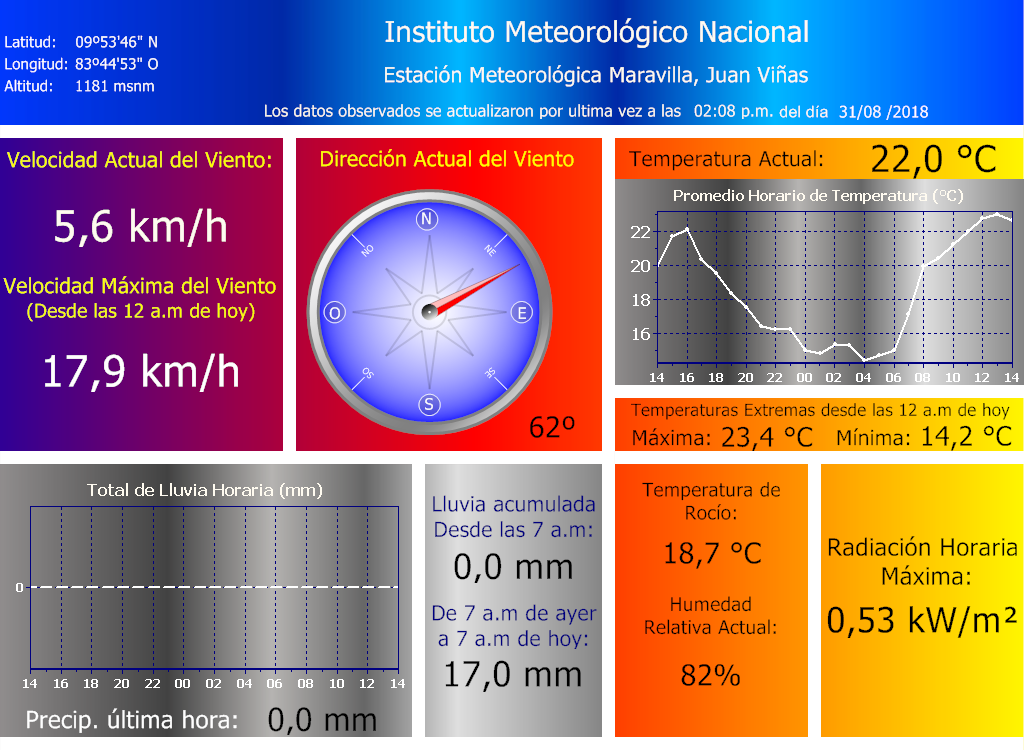 Instituto Meteorológico Nacional
Latitud: 09º53'46" N
Longitud: 83º44'53" O
Altitud: 1181 msnm
Estación Meteorológica Maravilla, Juan Viñas
Los datos observados se actualizaron por ultima vez a las 02:08 p.m. del día 31/08 /2018
Velocidad Actual del Viento:
5,6 km/h
Velocidad Máxima del Viento
(Desde las 12 a.m de hoy)
17,9 km/h
Dirección Actual del Viento
N
NO NE
O E
SO SE
S
62º
Temperatura Actual: 22,0 °C
Promedio Horario de Temperatura (°C)
22
20
18
16
14 16 18 20 22 00 02 04 06 08 10 12 14
Temperaturas Extremas desde las 12 a.m de hoy
Máxima: 23,4 °C Mínima: 14,2 °C
Total de Lluvia Horaria (mm)
0
14 16 18 20 22 00 02 04 06 08 10 12 14
Precip. última hora: 0,0 mm
Lluvia acumulada
Desde las 7 a.m:
0,0 mm
De 7 a.m de ayer
a 7 a.m de hoy:
17,0 mm
Temperatura de
Rocío:
18,7 °C
Humedad
Relativa Actual:
82%
Radiación Horaria
Máxima:
0,53 kW/m²